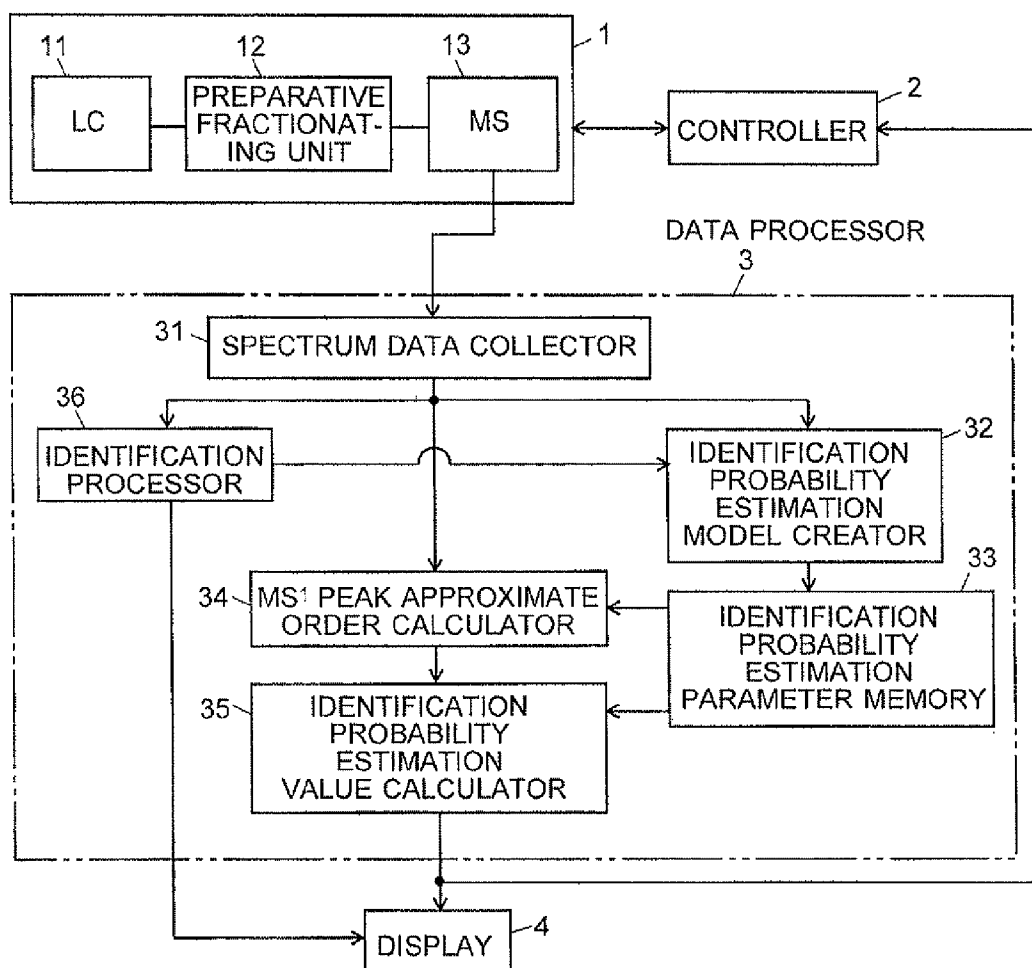 1
11
12
13
LC
PREPARATIVE
FRACTIONAT-
ING UNIT
MS
2
CONTROLLER
DATA PROCESSOR
3
31
SPECTRUM DATA COLLECTOR
36
IDENTIFICATION
PROCESSOR
32
IDENTIFICATION
PROBABILITY
ESTIMATION
MODEL CREATOR
34
MS¹ PEAK APPROXIMATE
ORDER CALCULATOR
33
IDENTIFICATION
PROBABILITY
ESTIMATION
PARAMETER MEMORY
35
IDENTIFICATION
PROBABILITY
ESTIMATION
VALUE CALCULATOR
DISPLAY
4